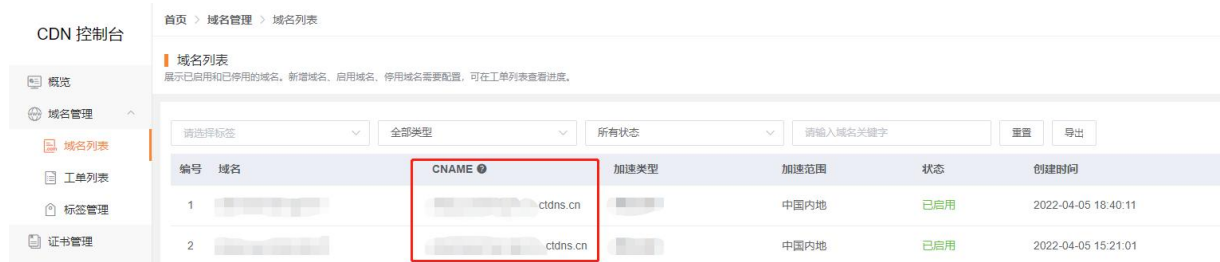 CDN 控制台
概览
域名管理
域名列表
工单列表
标签管理
证书管理
首页 > 域名管理 > 域名列表
域名列表
展示已启用和已停用的域名。新增域名、启用域名、停用域名需要配置，可在工单列表查看进度。
请选择标签 全部类型 所有状态 请输入域名关键字 重置 导出
编号 域名 CNAME 加速类型 加速范围 状态 创建时间
1 ctdns.cn 中国内地 已启用 2022-04-05 18:40:11
2 ctdns.cn 中国内地 已启用 2022-04-05 15:21:01